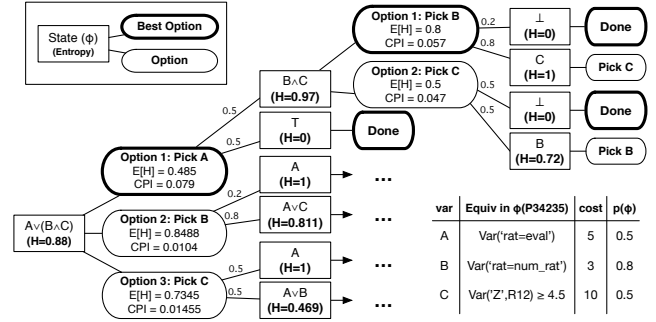 State (ϕ)
(Entropy)
Best Option
Option
A∨(B∧C)
(H=0.88)
Option 1: Pick A
E[H] = 0.485
CPI = 0.079
Option 2: Pick B
E[H] = 0.8488
CPI = 0.0104
Option 3: Pick C
E[H] = 0.7345
CPI = 0.01455
0.5
B∧C
(H=0.97)
0.5
T
(H=0)
Done
0.2
A
(H=1)
...
0.8
A∨C
(H=0.811)
...
0.5
A
(H=1)
...
0.5
A∨B
(H=0.469)
...
Option 1: Pick B
E[H] = 0.8
CPI = 0.057
Option 2: Pick C
E[H] = 0.5
CPI = 0.047
0.2
⊥
(H=0)
Done
0.8
C
(H=1)
Pick C
0.5
⊥
(H=0)
Done
0.5
B
(H=0.72)
Pick B
var Equiv in ϕ(P34235) cost p(ϕ)
A Var('rat=eval') 5 0.5
B Var('rat=num_rat') 3 0.8
C Var('Z',R12) ≥ 4.5 10 0.5